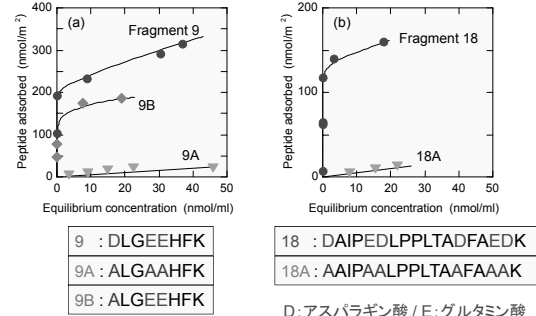 (a)
Fragment 9
9B
9A
Peptide adsorbed (nmol/m²)
400
300
200
100
0
0 10 20 30 40 50
Equilibrium concentration (nmol/ml)
(b)
Fragment 18
18A
Peptide adsorbed (nmol/m²)
200
100
0
0 10 20 30 40 50
Equilibrium concentration (nmol/ml)
9 : DLGEEHFK
9A : ALGAAHFK
9B : ALGEEHFK
18 : DAIPEDLPPLTADFAEDK
18A : AAIPAALPPLTAAFAAAK
D:アスパラギン酸 / E:グルタミン酸